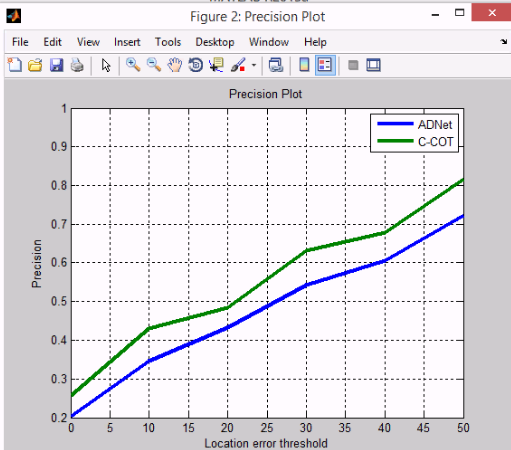 Figure 2: Precision Plot
File Edit View Insert Tools Desktop Window Help
Precision Plot
ADNet
C-COT
1
0.9
0.8
0.7
0.6
0.5
0.4
0.3
0.2
Precision
0 5 10 15 20 25 30 35 40 45 50
Location error threshold